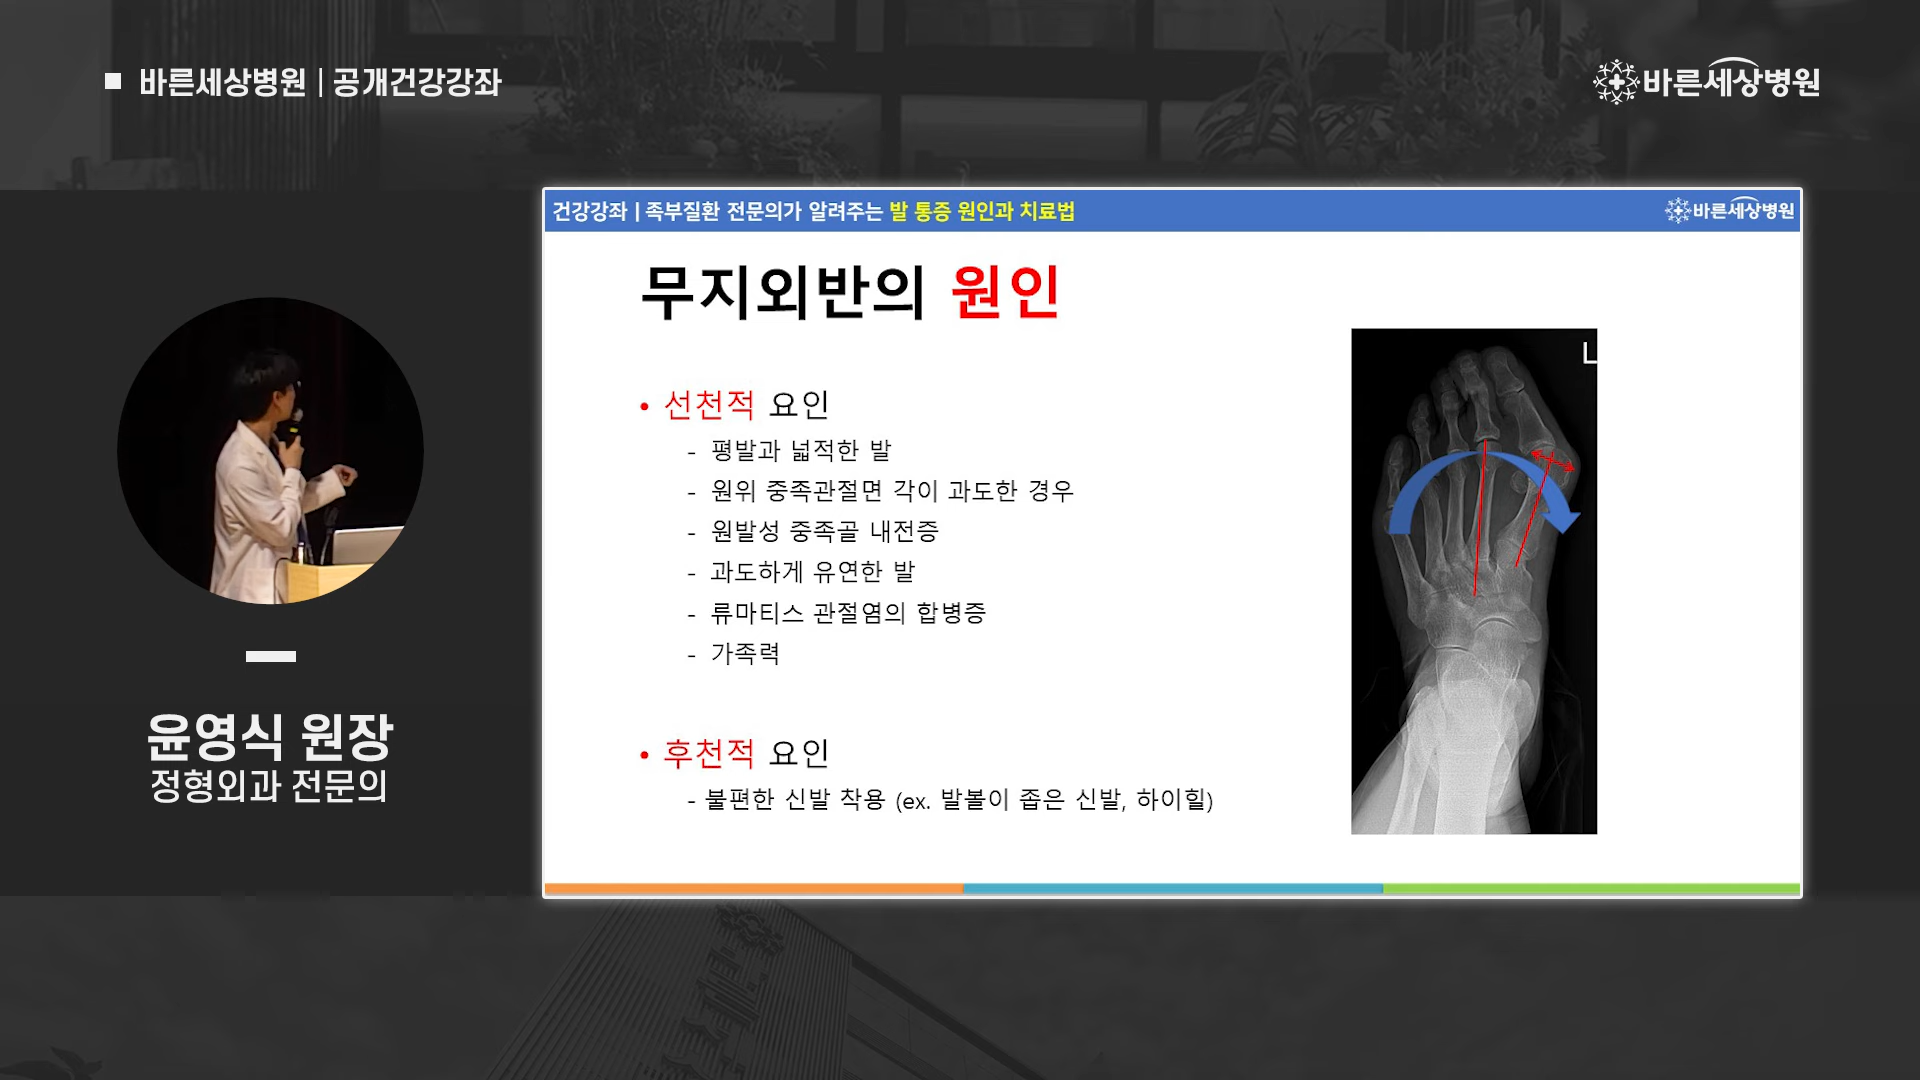 바른세상병원 | 공개건강강좌
바른세상병원
건강강좌 | 족부질환 전문의가 알려주는 발 통증 원인과 치료법
바른세상병원
무지외반의 원인
• 선천적 요인
- 평발과 넓적한 발
- 원위 중족관절면 각이 과도한 경우
- 원발성 중족골 내전증
- 과도하게 유연한 발
- 류마티스 관절염의 합병증
- 가족력
• 후천적 요인
- 불편한 신발 착용 (ex. 발볼이 좁은 신발, 하이힐)
L
윤영식 원장
정형외과 전문의